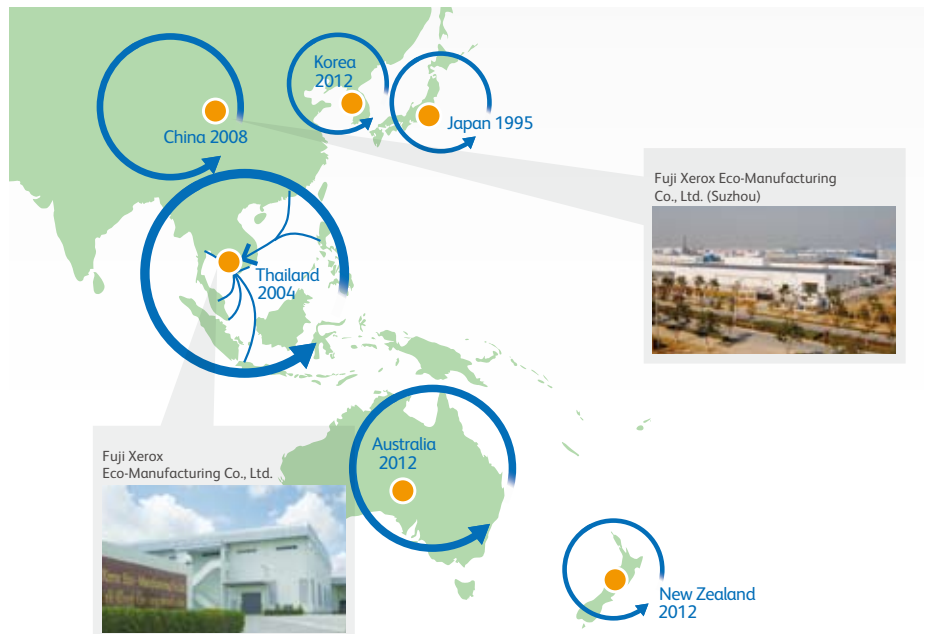 Korea
2012
Japan 1995
China 2008
Fuji Xerox Eco-Manufacturing
Co., Ltd. (Suzhou)
Thailand
2004
Australia
2012
Fuji Xerox
Eco-Manufacturing Co., Ltd.
New Zealand
2012